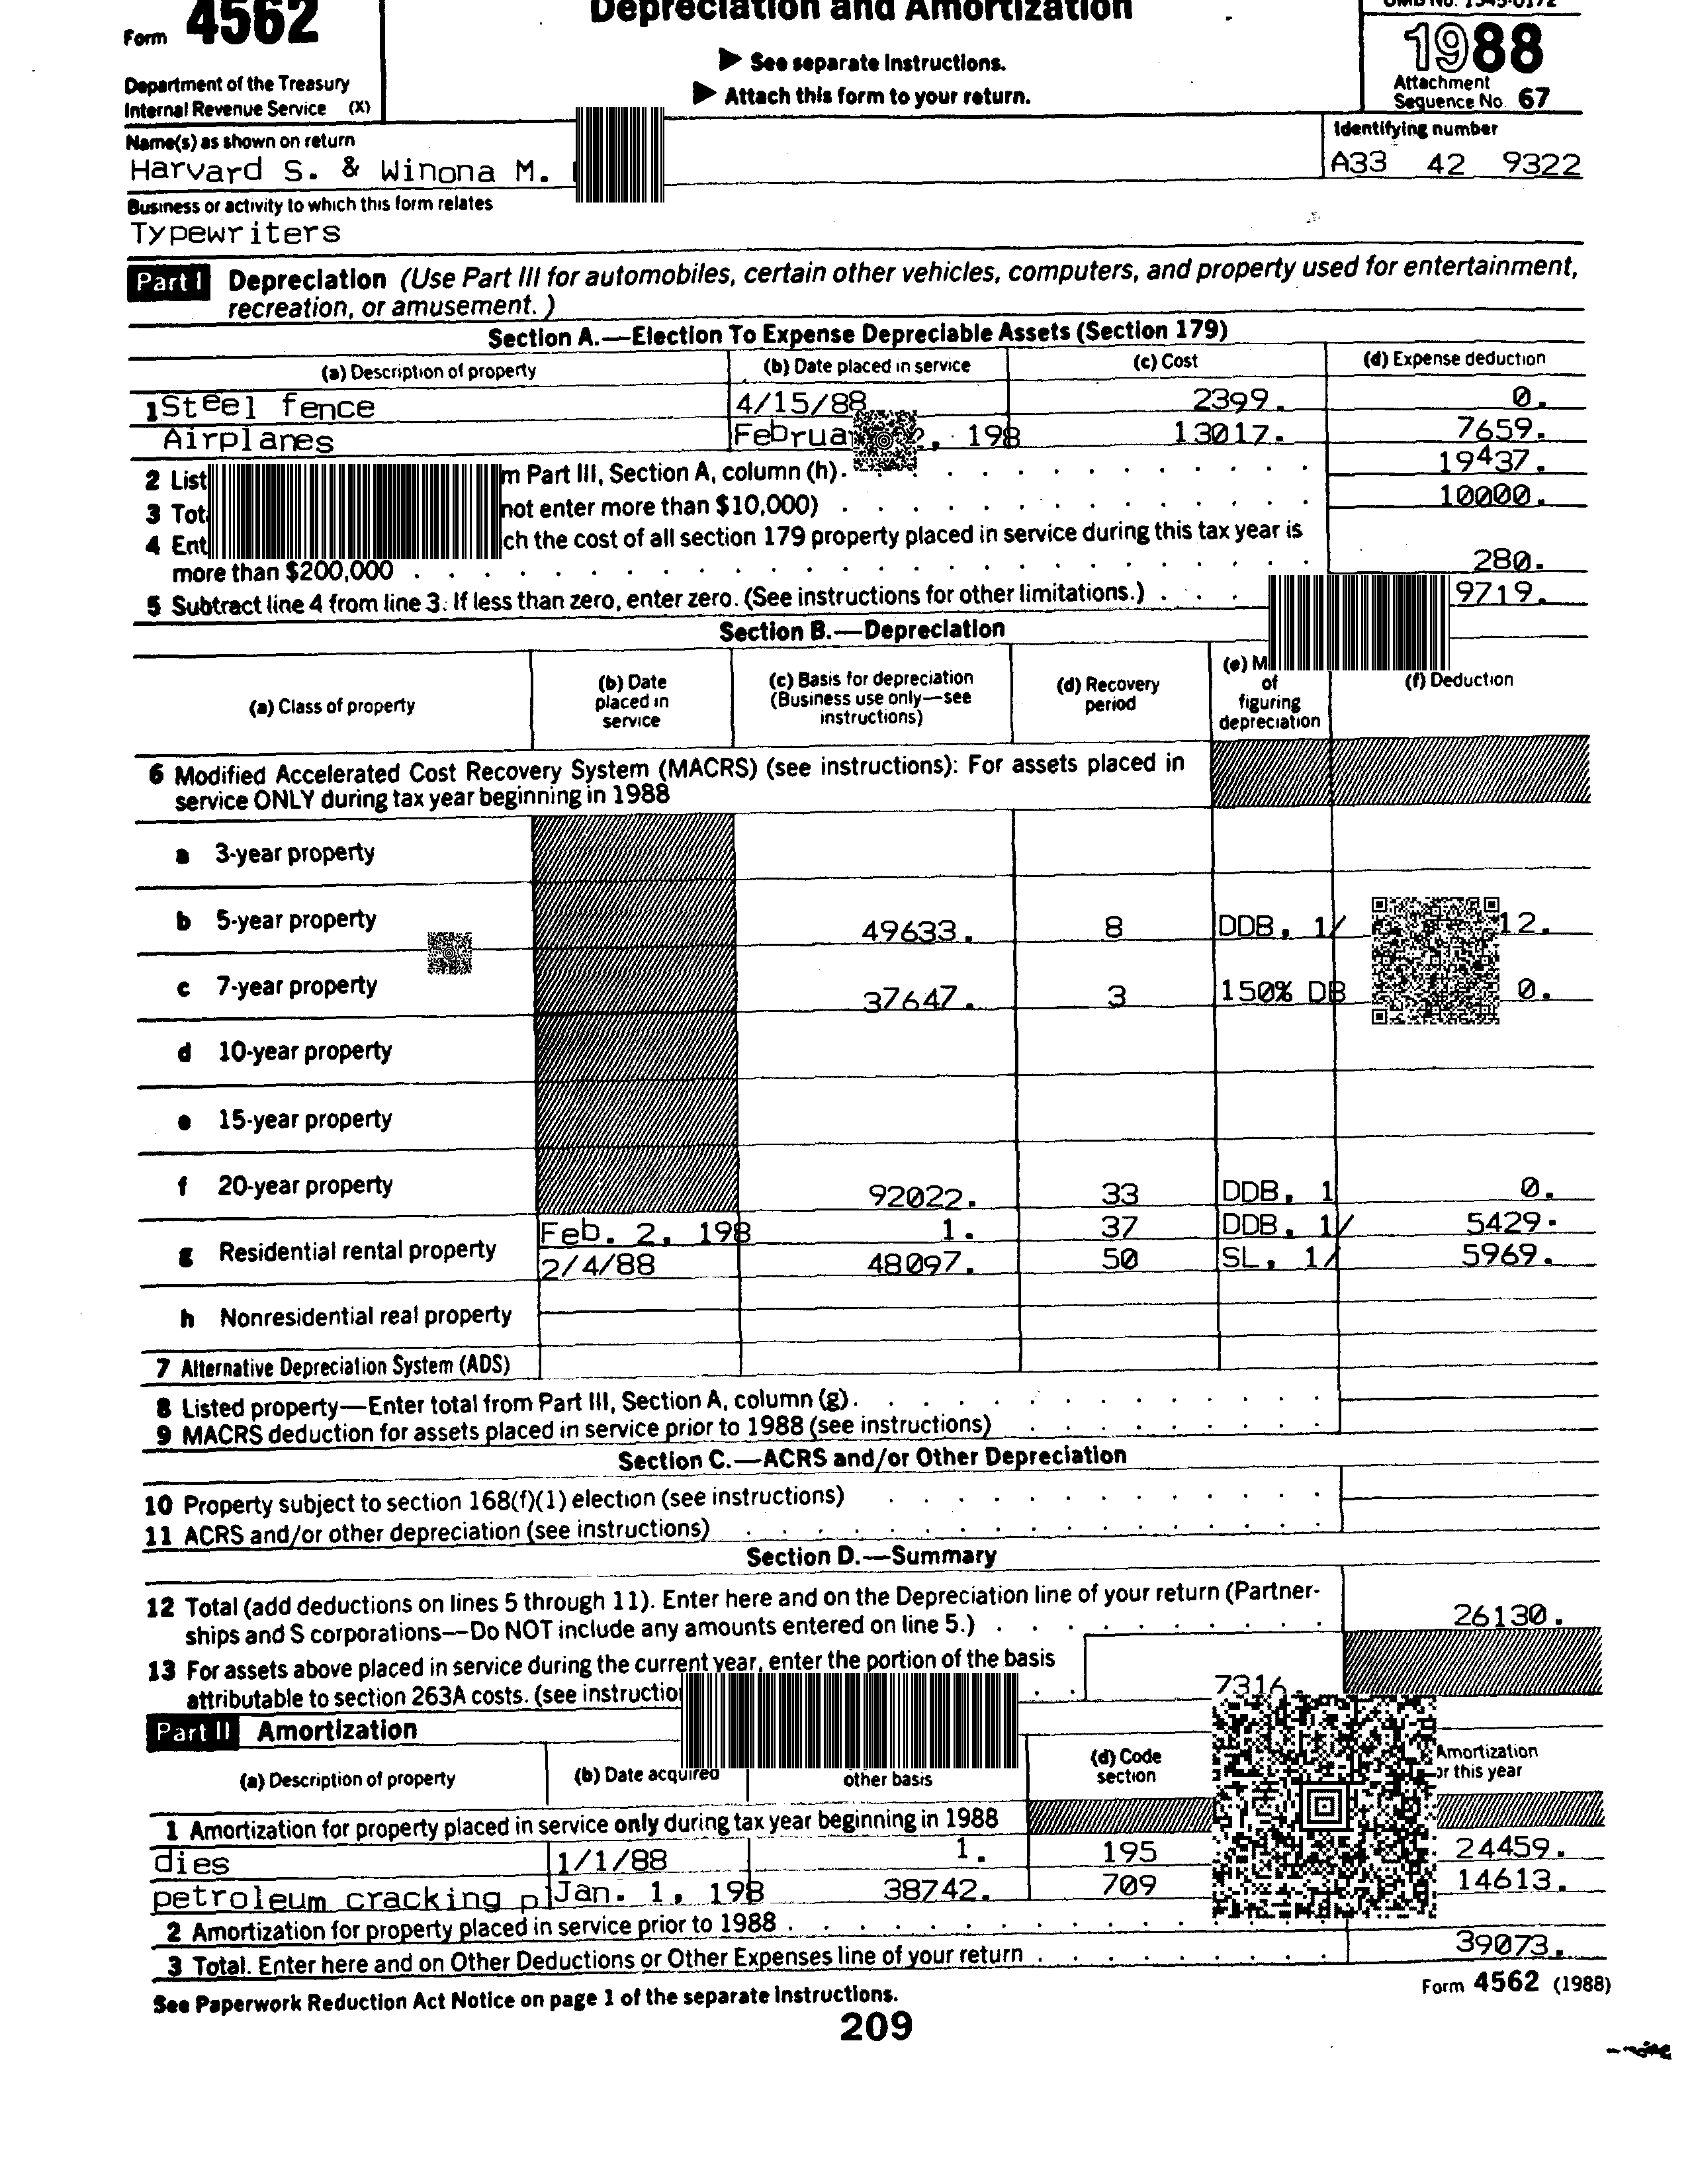 Form 4562
Depreciation and Amortization
OMB No. 1545-0172
► See separate instructions.
► Attach this form to your return.
1988
Department of the Treasury
Internal Revenue Service (X)
Attachment
Sequence No. 67
Name(s) as shown on return
Identifying number
Harvard S. & Winona M.
A33 42 9322
Business or activity to which this form relates
Typewriters
Part I Depreciation (Use Part III for automobiles, certain other vehicles, computers, and property used for entertainment,
recreation, or amusement.)
Section A.—Election To Expense Depreciable Assets (Section 179)
(a) Description of property (b) Date placed in service (c) Cost (d) Expense deduction
1 Steel fence 4/15/88 2399. 0.
Airplanes 198 13017. 7659.
2 Part III, Section A, column (h). 19437.
3 not enter more than $10,000) 10000.
4 the cost of all section 179 property placed in service during this tax year is
more than $200,000 280.
5 Subtract line 4 from line 3. If less than zero, enter zero. (See instructions for other limitations.) 9719.
Section B.—Depreciation
(a) Class of property
(b) Date
placed in
service
(c) Basis for depreciation
(Business use only—see
instructions)
(d) Recovery
period
(e)
of
figuring
depreciation
(f) Deduction
6 Modified Accelerated Cost Recovery System (MACRS) (see instructions): For assets placed in
service ONLY during tax year beginning in 1988
a 3-year property
b 5-year property 49633. 8 DDB, 1/
c 7-year property 37647. 3 150% DB
d 10-year property
e 15-year property
f 20-year property 92022. 33 DDB, 1 0.
Feb. 2, 198 1. 37 DDB, 1/ 5429.
g Residential rental property
2/4/88 48097. 50 SL, 1/ 5969.
h Nonresidential real property
7 Alternative Depreciation System (ADS)
8 Listed property—Enter total from Part III, Section A, column (g).
9 MACRS deduction for assets placed in service prior to 1988 (see instructions)
Section C.—ACRS and/or Other Depreciation
10 Property subject to section 168(f)(1) election (see instructions)
11 ACRS and/or other depreciation (see instructions)
Section D.—Summary
12 Total (add deductions on lines 5 through 11). Enter here and on the Depreciation line of your return (Partner-
ships and S corporations—Do NOT include any amounts entered on line 5.) 26130.
13 For assets above placed in service during the current year, enter the portion of the basis
attributable to section 263A costs. (see 7316.
Part II Amortization
(a) Description of property (b) Date acquired
other basis
(d) Code
section
Amortization
this year
1 Amortization for property placed in service only during tax year beginning in 1988
dies 1/1/88 1. 195 24459.
petroleum cracking pl Jan. 1, 198 38742. 709 14613.
2 Amortization for property placed in service prior to 1988
3 Total. Enter here and on Other Deductions or Other Expenses line of your return 39073.
See Paperwork Reduction Act Notice on page 1 of the separate instructions.
Form 4562 (1988)
209